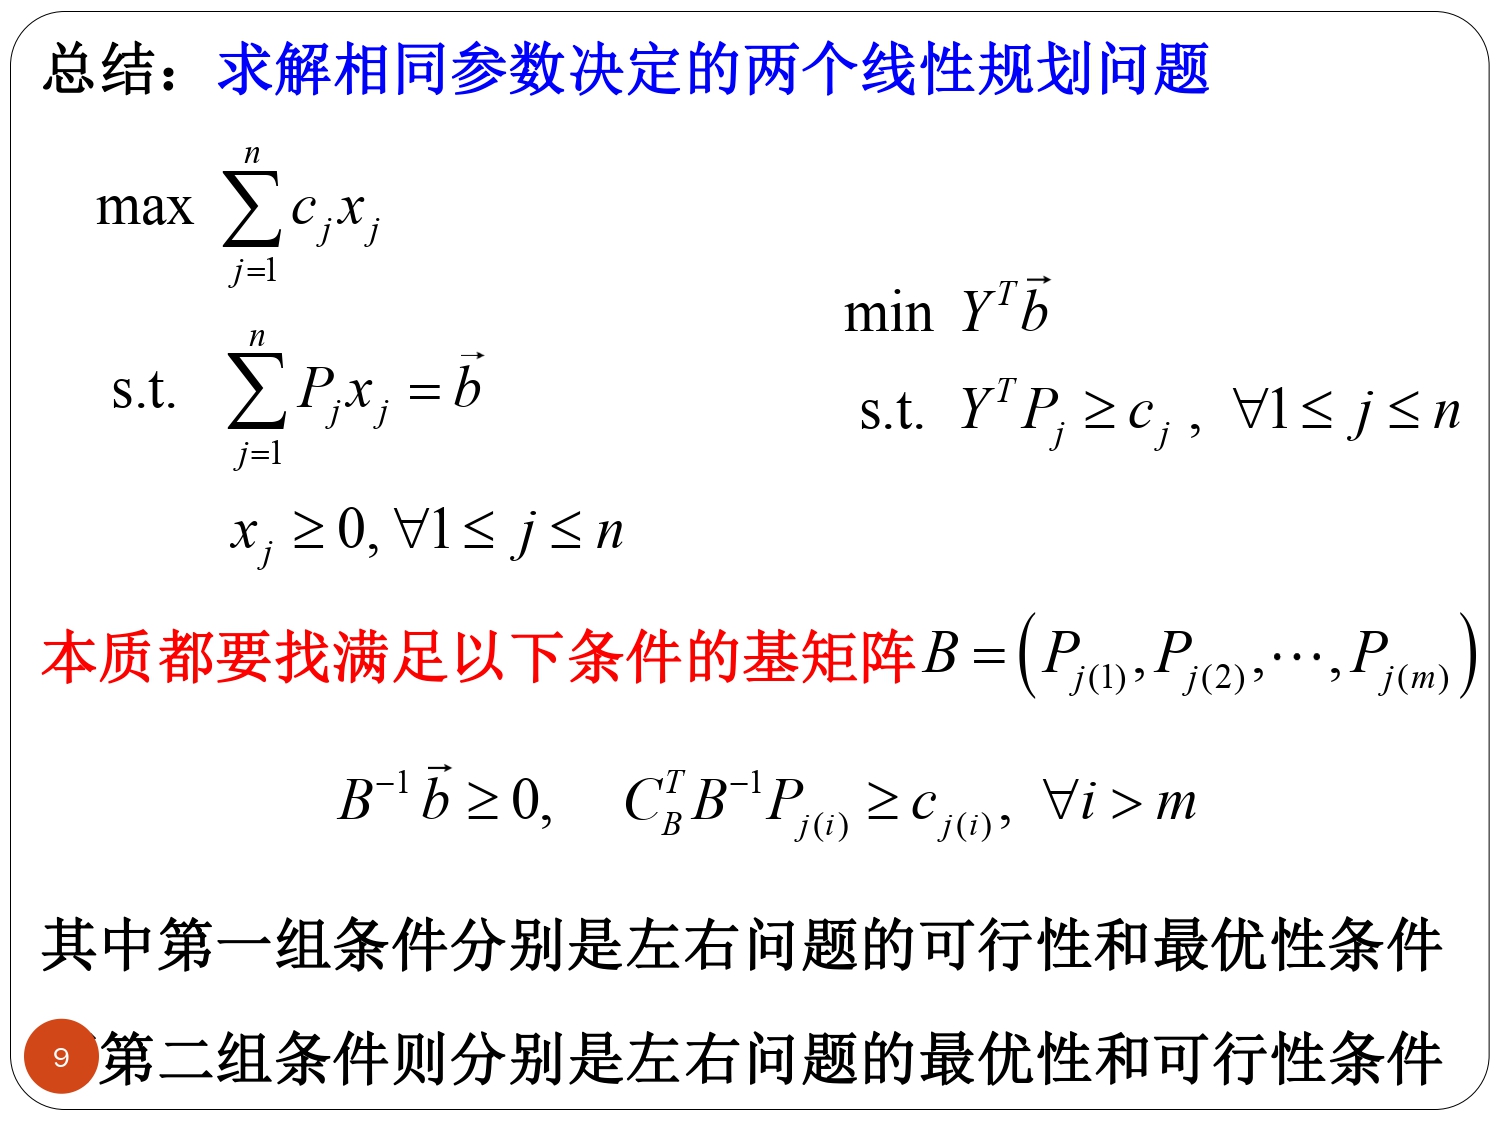 总结：求解相同参数决定的两个线性规划问题
max $\sum_{j=1}^{n} c_j x_j$
s.t. $\sum_{j=1}^{n} P_j x_j = \vec{b}$
$x_j \geq 0, \forall 1 \leq j \leq n$
min $Y^T \vec{b}$
s.t. $Y^T P_j \geq c_j , \forall 1 \leq j \leq n$
本质都要找满足以下条件的基矩阵 $B = \left( P_{j(1)}, P_{j(2)}, \cdots, P_{j(m)} \right)$
$B^{-1} \vec{b} \geq 0, \quad C_B^T B^{-1} P_{j(i)} \geq c_{j(i)}, \forall i > m$
其中第一组条件分别是左右问题的可行性和最优性条件
第二组条件则分别是左右问题的最优性和可行性条件
9